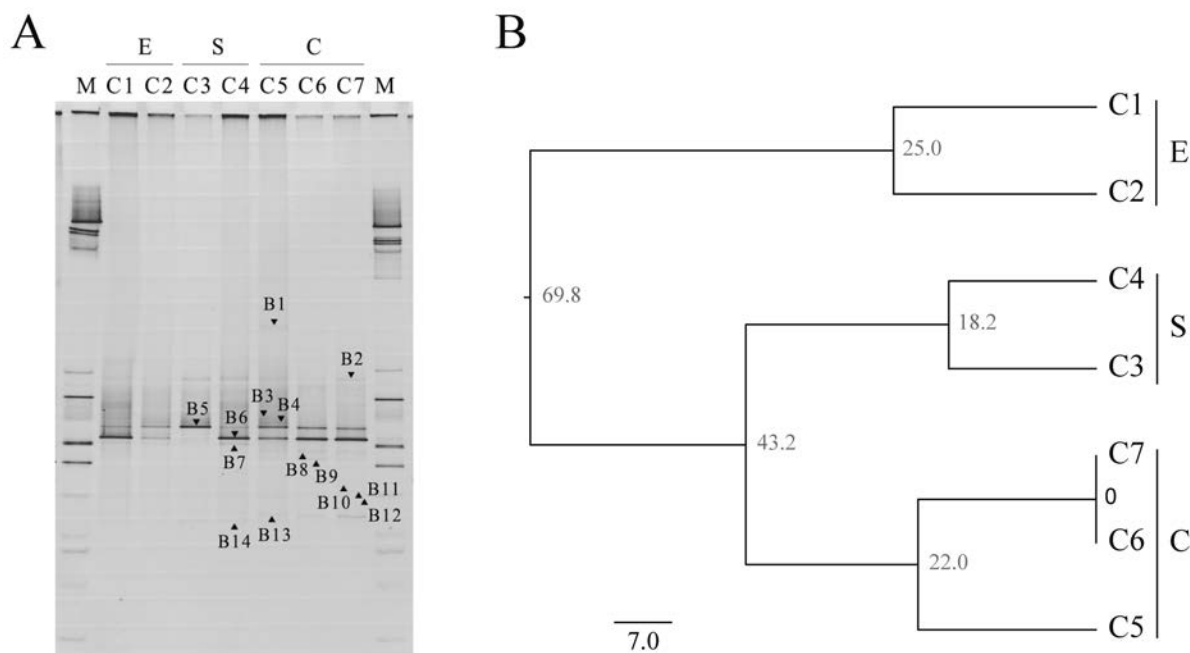 A
E S C
M C1 C2 C3 C4 C5 C6 C7 M
B1
B2
B3 B4
B5 B6
B7
B8 B9
B10 B11
B12
B13
B14
B
C1
25.0 E
C2
69.8
C4
18.2 S
C3
43.2
C7
0
C6 C
22.0
C5
7.0